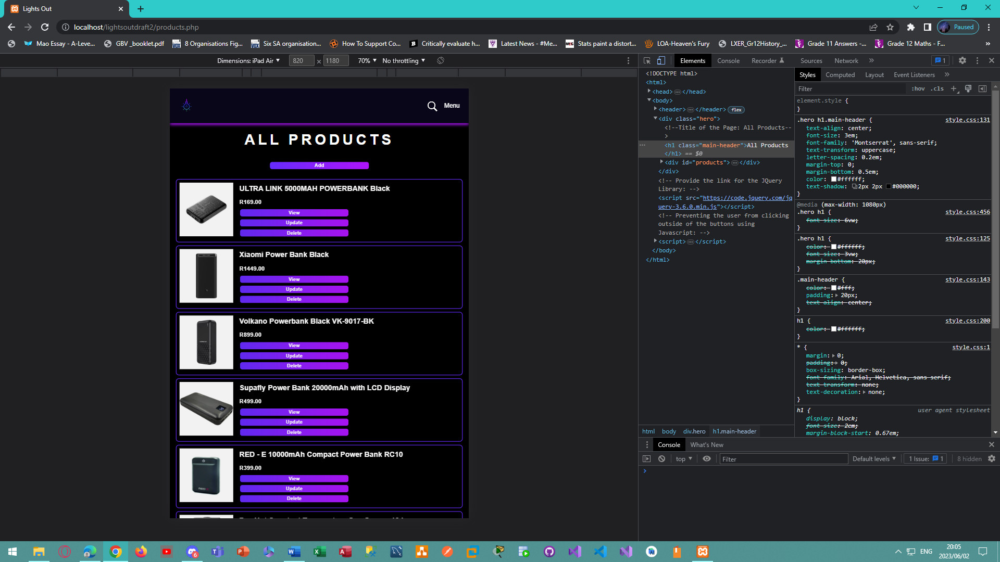 Lights Out
localhost/lightsoutdraft2/products.php
Paused
Mao Essay - A-Leve...
GBV _booklet.pdf
8 Organisations Fig...
Six SA organisation...
How To Support Co...
Critically evaluate h...
Latest News - #Me...
Stats paint a distort...
LOA-Heaven's Fury
LXER_Gr12History_...
Grade 11 Answers -...
Grade 12 Maths - F...
Dimensions: iPad Air
820 × 1180
70%
No throttling
Menu
ALL PRODUCTS
Add
ULTRA LINK 5000MAH POWERBANK Black
R169.00
View
Update
Delete
Xiaomi Power Bank Black
R1449.00
View
Update
Delete
Volkano Powerbank Black VK-9017-BK
R899.00
View
Update
Delete
Supafly Power Bank 20000mAh with LCD Display
R499.00
View
Update
Delete
RED - E 10000mAh Compact Power Bank RC10
R399.00
View
Update
Delete
Elements Console Recorder Sources Network 1
<!DOCTYPE html>
<html>
<head> </head>
<body>
<header> </header> flex
<div class="hero">
<!--Title of the Page: All Products--
>
<h1 class="main-header">All Products
</h1> == $0
<div id="products"> </div>
</div>
<!-- Provide the link for the JQuery
Library: -->
<script src="https://code.jquery.com/jq
uery-3.6.0.min.js"></script>
<!-- Preventing the user from clicking
outside of the buttons using
Javascript: -->
<script> </script>
</body>
</html>
html body div.hero h1.main-header
Styles Computed Layout Event Listeners
Filter :hov .cls
element.style {
}
.hero h1.main-header { style.css:131
text-align: center;
font-size: 3em;
font-family: 'Montserrat', sans-serif;
text-transform: uppercase;
letter-spacing: 0.2em;
margin-top: 0;
margin-bottom: 0.5em;
color: #ffffff;
text-shadow: 2px 2px #000000;
}
@media (max-width: 1080px)
.hero h1 { style.css:456
font-size: 6vw;
}
.hero h1 { style.css:125
color: #ffffff;
font-size: 3vw;
margin-bottom: 20px;
}
.main-header { style.css:143
color: #fff;
padding: 20px;
text-align: center;
}
h1 { style.css:200
color: #ffffff;
}
* { style.css:1
margin: 0;
padding: 0;
box-sizing: border-box;
font-family: Arial, Helvetica, sans-serif;
text-transform: none;
text-decoration: none;
}
h1 { user agent stylesheet
display: block;
font-size: 2em;
margin-block-start: 0.67em;
Console What's New
top Filter Default levels 1 Issue: 1 8 hidden
6
ENG
20:05
2023/06/02